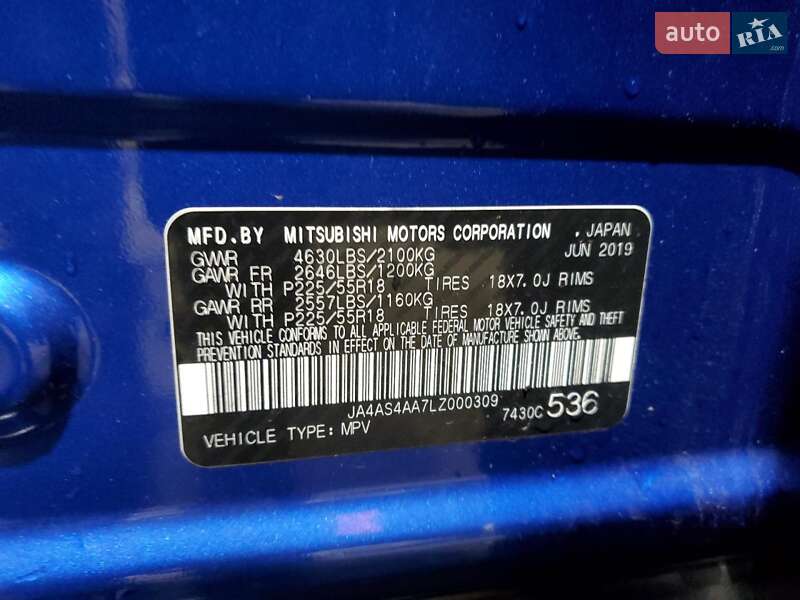 auto RIA.com
MFD.BY MITSUBISHI MOTORS CORPORATION , JAPAN
GVWR 4630LBS/2100KG JUN 2019
GAWR FR 2646LBS/1200KG
WITH P225/55R18 TIRES 18X7.0J RIMS
GAWR RR 2557LBS/1160KG
WITH P225/55R18 TIRES 18X7.0J RIMS
THIS VEHICLE CONFORMS TO ALL APPLICABLE FEDERAL MOTOR VEHICLE SAFETY AND THEFT
PREVENTION STANDARDS IN EFFECT ON THE DATE OF MANUFACTURE SHOWN ABOVE.
JA4AS4AA7LZ000309
7430C 536
VEHICLE TYPE: MPV